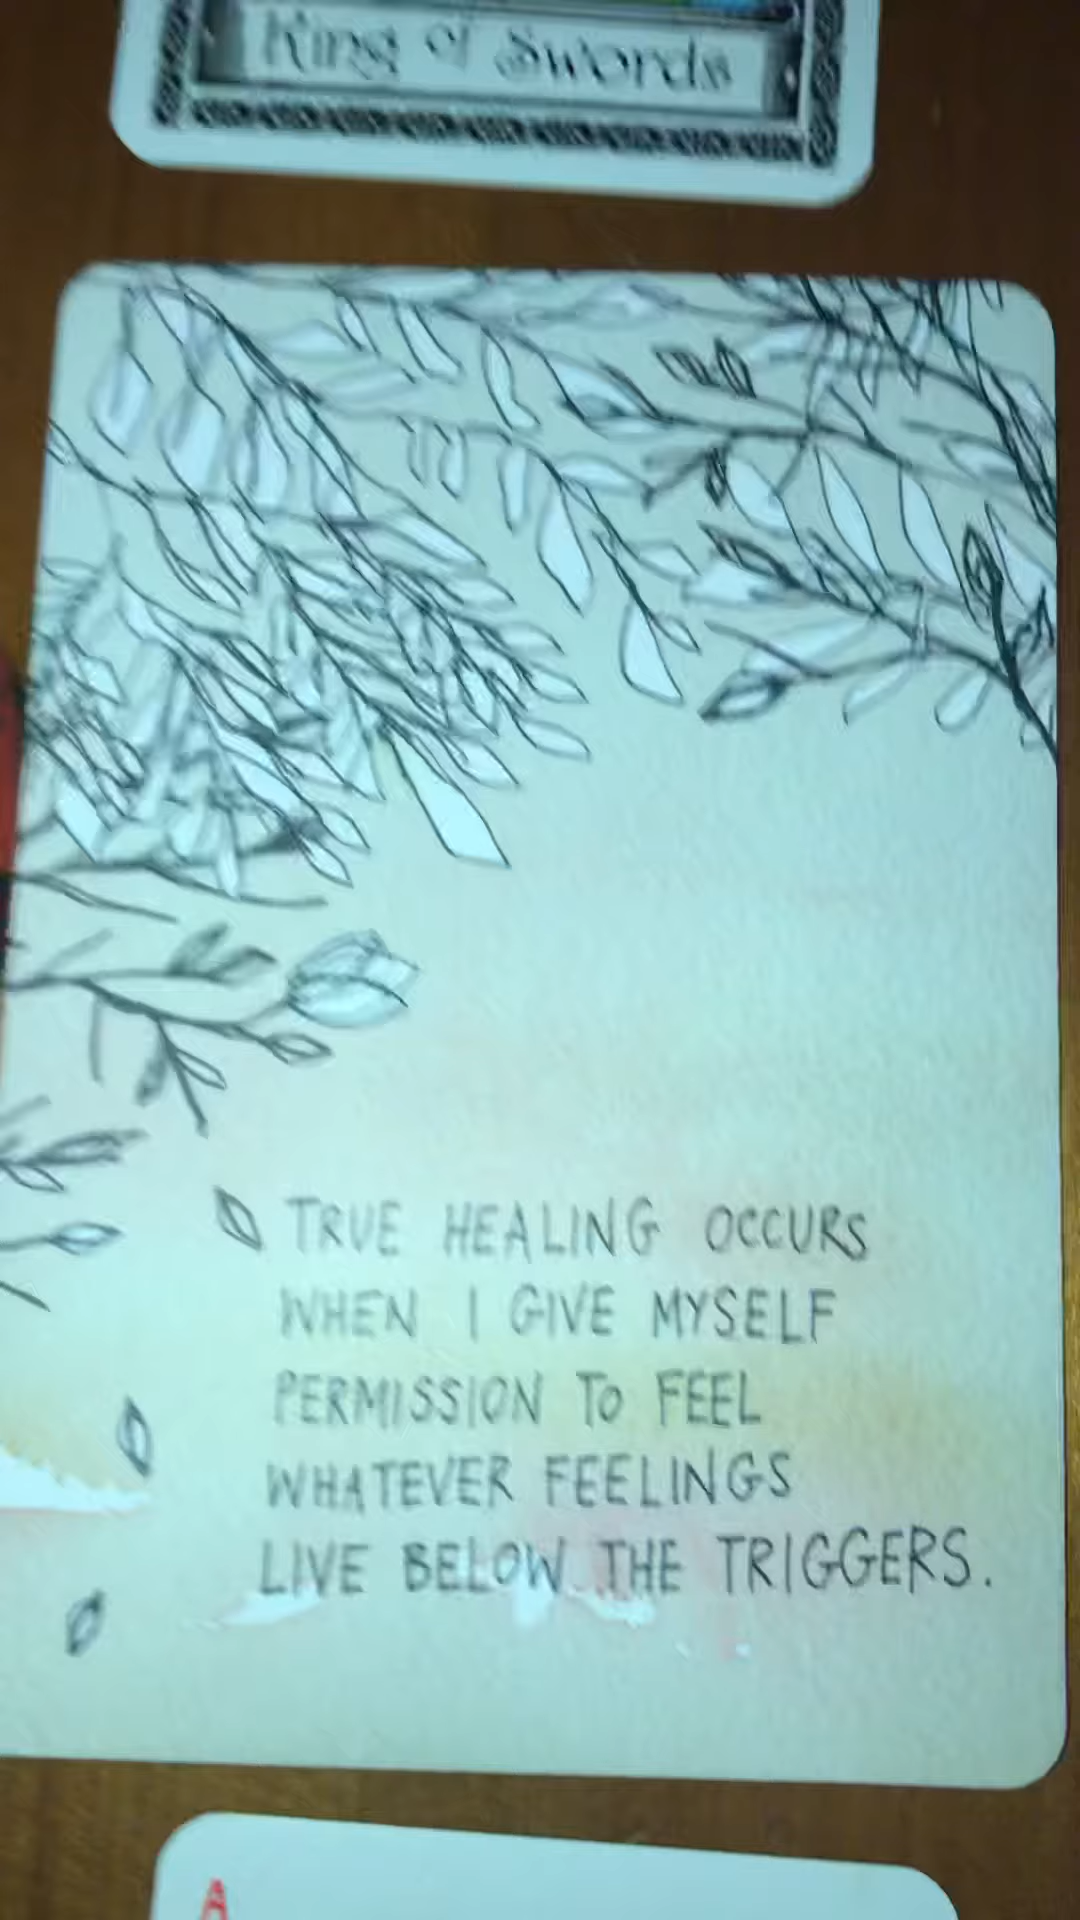 King of Swords
TRUE HEALING OCCURS
WHEN I GIVE MYSELF
PERMISSION TO FEEL
WHATEVER FEELINGS
LIVE BELOW THE TRIGGERS.
A